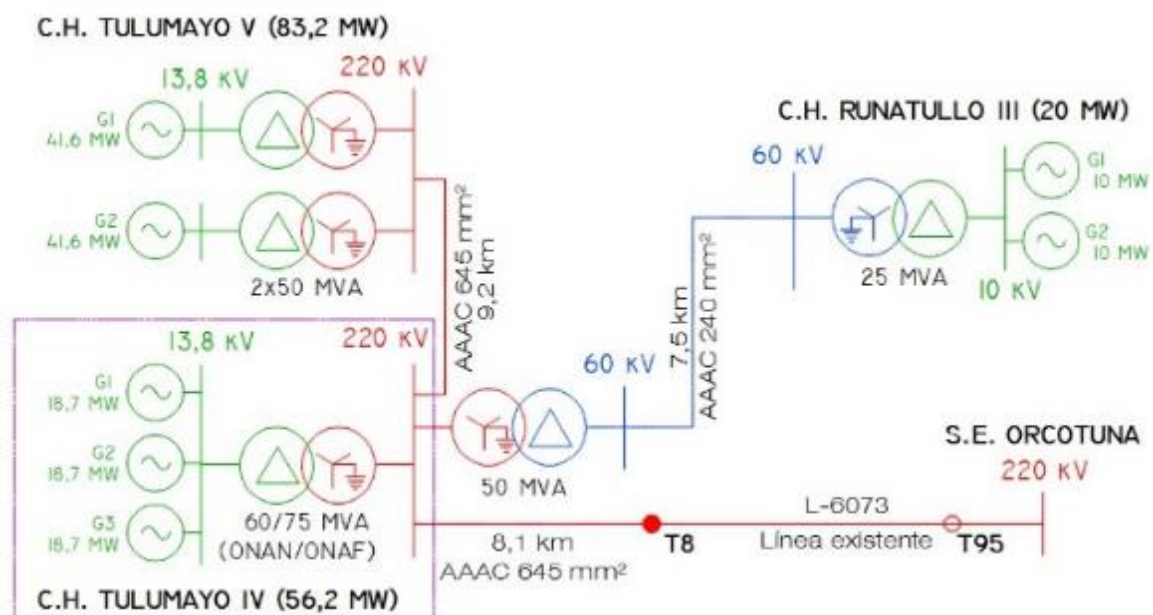 C.H. TULUMAYO V (83,2 MW)
13,8 kV
220 kV
G1
41,6 MW
G2
41,6 MW
2x50 MVA
AAAC 645 mm²
9,2 km
C.H. RUNATULLO III (20 MW)
60 kV
G1
10 MW
G2
10 MW
25 MVA
10 kV
7,5 km
AAAC 240 mm²
13,8 kV
220 kV
G1
18,7 MW
G2
18,7 MW
G3
18,7 MW
60/75 MVA
(ONAN/ONAF)
60 kV
50 MVA
S.E. ORCOTUNA
220 kV
8,1 km
AAAC 645 mm²
T8
L-6073
Línea existente
T95
C.H. TULUMAYO IV (56,2 MW)